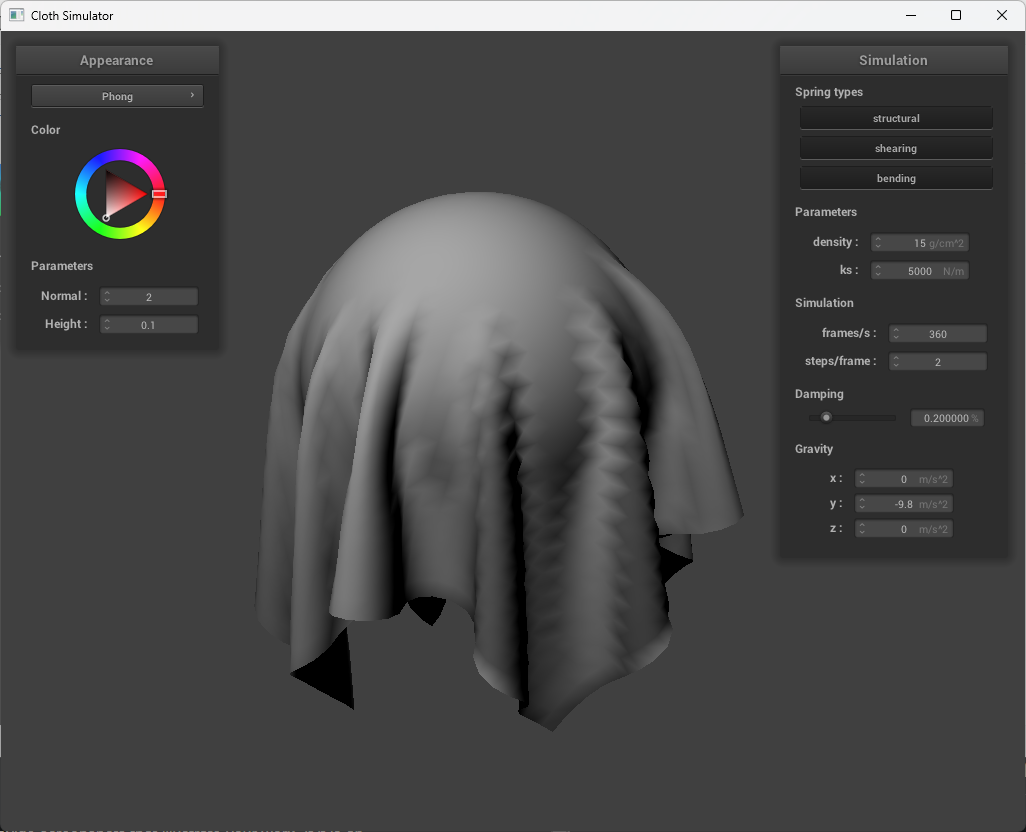 Cloth Simulator
Appearance
Phong
Color
Parameters
Normal : 2
Height : 0.1
Simulation
Spring types
structural
shearing
bending
Parameters
density : 15 g/cm^2
ks : 5000 N/m
Simulation
frames/s : 360
steps/frame : 2
Damping
0.200000 %
Gravity
x : 0 m/s^2
y : -9.8 m/s^2
z : 0 m/s^2